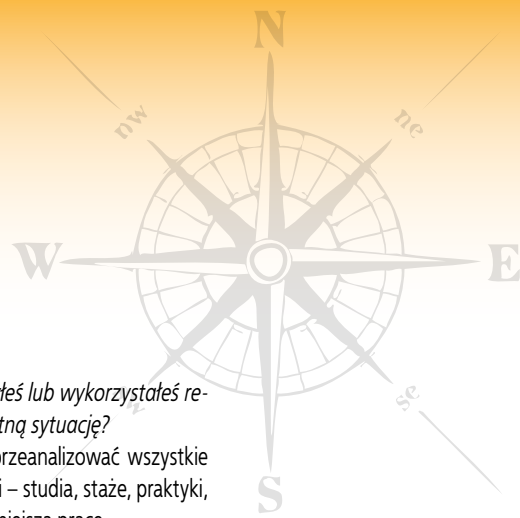 N
nw
ne
W
E
łeś lub wykorzystałeś re-
tną sytuację?
rzeanalizować wszystkie
i – studia, staże, praktyki,
se
S